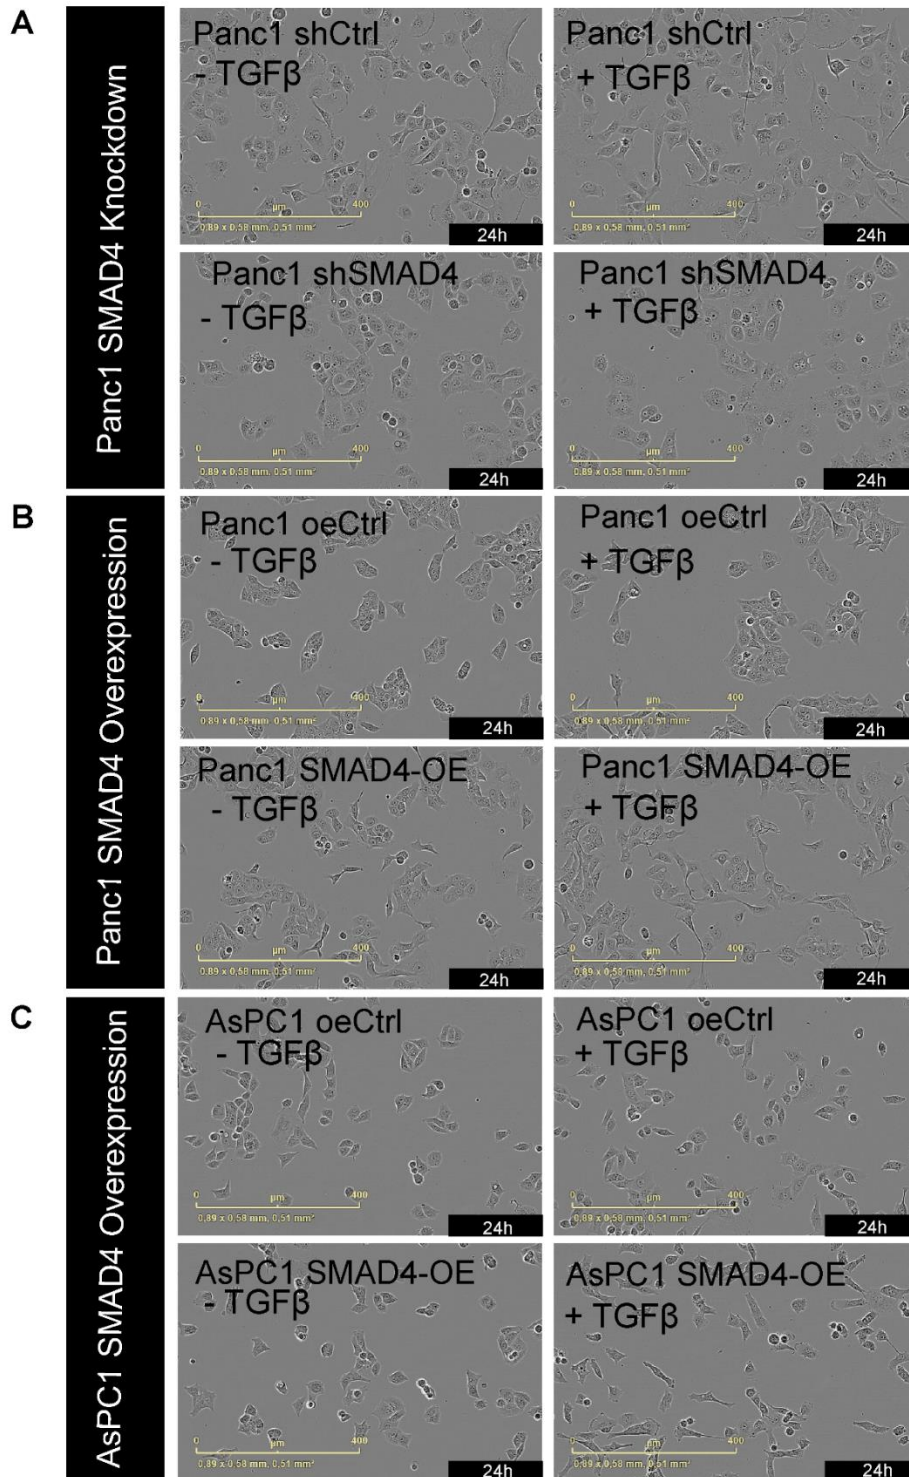 A
Panc1 SMAD4 Knockdown
Panc1 shCtrl
- TGFβ
0 µm 400
0,89 x 0,58 mm, 0,51 mm²
24h
Panc1 shCtrl
+ TGFβ
0 µm 400
0,89 x 0,58 mm, 0,51 mm²
24h
Panc1 shSMAD4
- TGFβ
0 µm 400
0,89 x 0,58 mm, 0,51 mm²
24h
Panc1 shSMAD4
+ TGFβ
0 µm 400
0,89 x 0,58 mm, 0,51 mm²
24h
B
Panc1 SMAD4 Overexpression
Panc1 oeCtrl
- TGFβ
0 µm 400
0,89 x 0,58 mm, 0,51 mm²
24h
Panc1 oeCtrl
+ TGFβ
0 µm 400
0,89 x 0,58 mm, 0,51 mm²
24h
Panc1 SMAD4-OE
- TGFβ
0 µm 400
0,89 x 0,58 mm, 0,51 mm²
24h
Panc1 SMAD4-OE
+ TGFβ
0 µm 400
0,89 x 0,58 mm, 0,51 mm²
24h
C
AsPC1 SMAD4 Overexpression
AsPC1 oeCtrl
- TGFβ
0 µm 400
0,89 x 0,58 mm, 0,51 mm²
24h
AsPC1 oeCtrl
+ TGFβ
0 µm 400
0,89 x 0,58 mm, 0,51 mm²
24h
AsPC1 SMAD4-OE
- TGFβ
0 µm 400
0,89 x 0,58 mm, 0,51 mm²
24h
AsPC1 SMAD4-OE
+ TGFβ
0 µm 400
0,89 x 0,58 mm, 0,51 mm²
24h